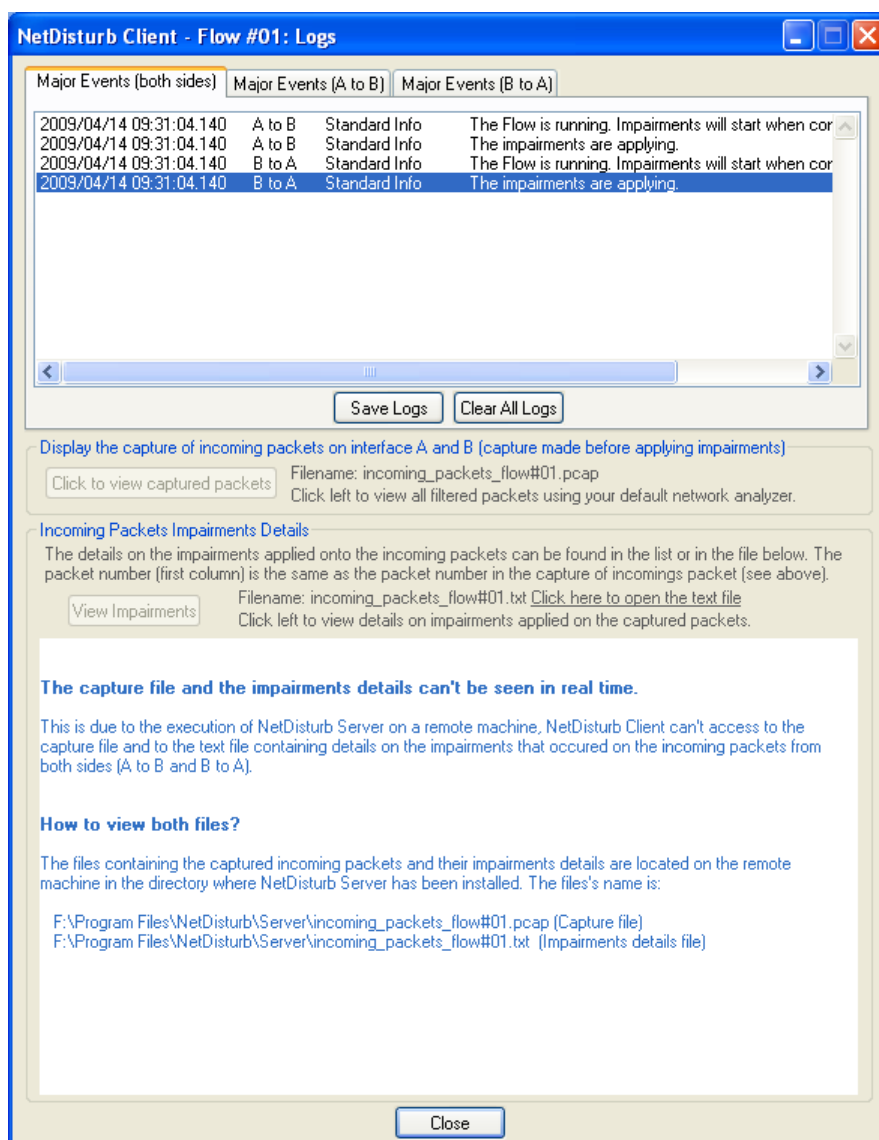 NetDisturb Client - Flow #01: Logs
Major Events (both sides) Major Events (A to B) Major Events (B to A)
2009/04/14 09:31:04.140 A to B Standard Info The Flow is running. Impairments will start when cor
2009/04/14 09:31:04.140 A to B Standard Info The impairments are applying.
2009/04/14 09:31:04.140 B to A Standard Info The Flow is running. Impairments will start when cor
2009/04/14 09:31:04.140 B to A Standard Info The impairments are applying.
Save Logs Clear All Logs
Display the capture of incoming packets on interface A and B (capture made before applying impairments)
Click to view captured packets
Filename: incoming_packets_flow#01.pcap
Click left to view all filtered packets using your default network analyzer.
Incoming Packets Impairments Details
The details on the impairments applied onto the incoming packets can be found in the list or in the file below. The
packet number (first column) is the same as the packet number in the capture of incomings packet (see above).
View Impairments
Filename: incoming_packets_flow#01.txt Click here to open the text file
Click left to view details on impairments applied on the captured packets.
The capture file and the impairments details can't be seen in real time.
This is due to the execution of NetDisturb Server on a remote machine, NetDisturb Client can't access to the
capture file and to the text file containing details on the impairments that occured on the incoming packets from
both sides (A to B and B to A).
How to view both files?
The files containing the captured incoming packets and their impairments details are located on the remote
machine in the directory where NetDisturb Server has been installed. The files's name is:
F:\Program Files\NetDisturb\Server\incoming_packets_flow#01.pcap (Capture file)
F:\Program Files\NetDisturb\Server\incoming_packets_flow#01.txt (Impairments details file)
Close